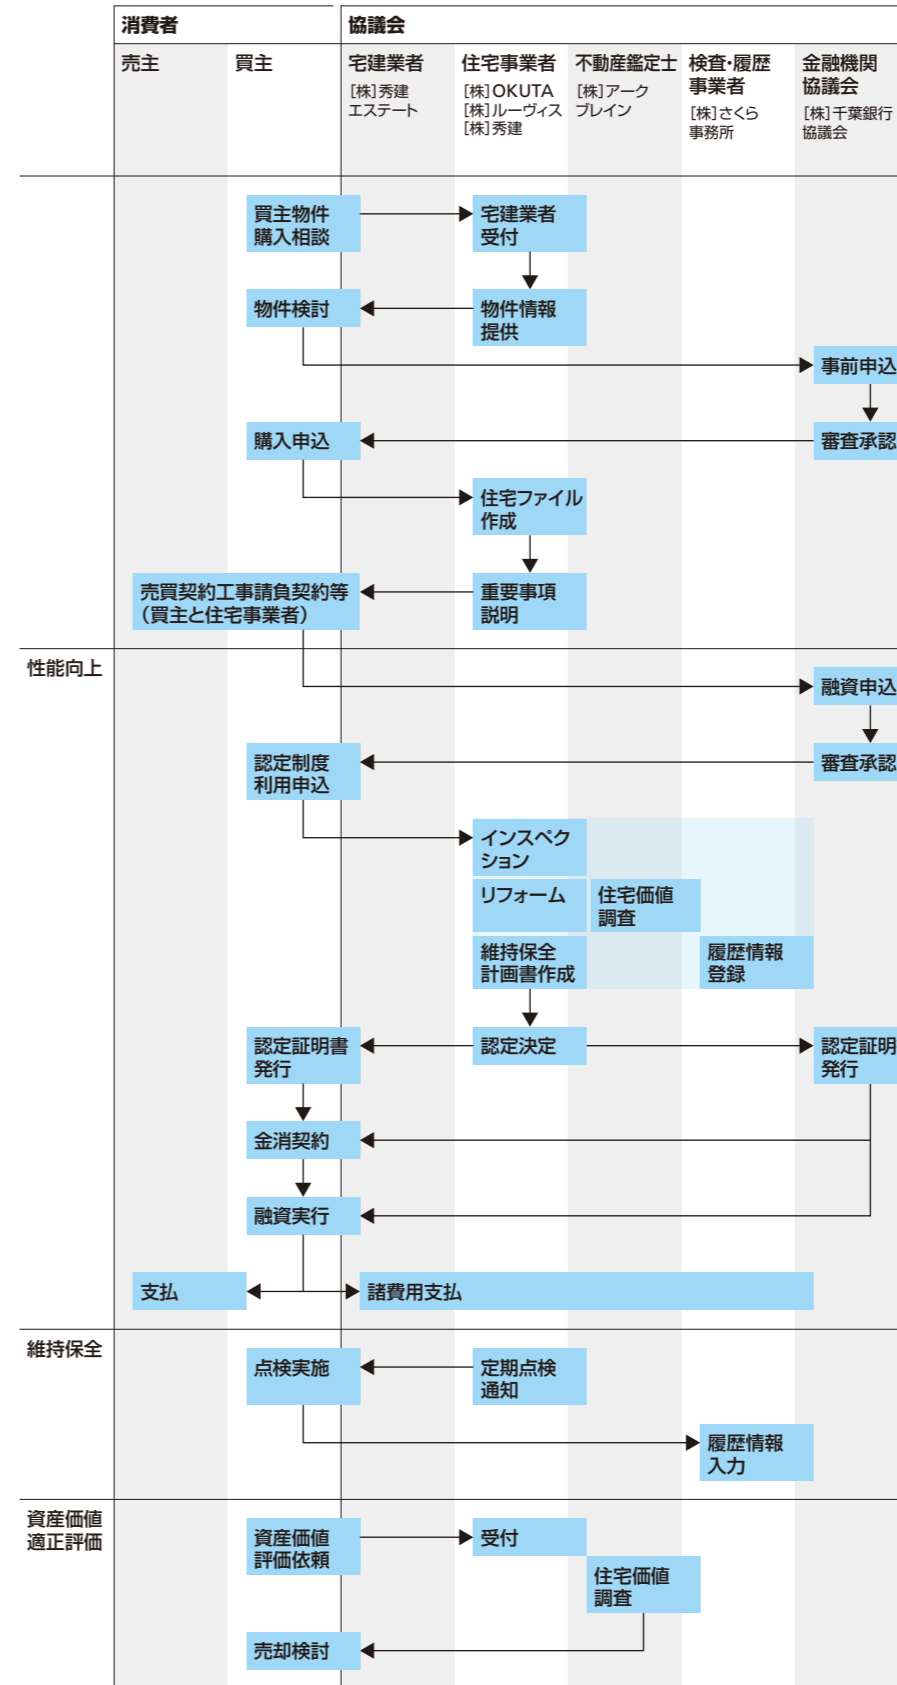 消費者
協議会
売主
買主
宅建業者
[株]秀建
エステート
住宅事業者
[株]OKUTA
[株]ルーヴィス
[株]秀建
不動産鑑定士
[株]アーク
ブレイン
検査・履歴
事業者
[株]さくら
事務所
金融機関
協議会
[株]千葉銀行
協議会
買主物件
購入相談
宅建業者
受付
物件検討
物件情報
提供
事前申込
購入申込
審査承認
住宅ファイル
作成
売買契約工事請負契約等
（買主と住宅事業者）
重要事項
説明
性能向上
融資申込
認定制度
利用申込
審査承認
インスペク
ション
リフォーム
住宅価値
調査
維持保全
計画書作成
履歴情報
登録
認定証明書
発行
認定決定
認定証明
発行
金消契約
融資実行
支払
諸費用支払
維持保全
点検実施
定期点検
通知
履歴情報
入力
資産価値
適正評価
資産価値
評価依頼
受付
住宅価値
調査
売却検討